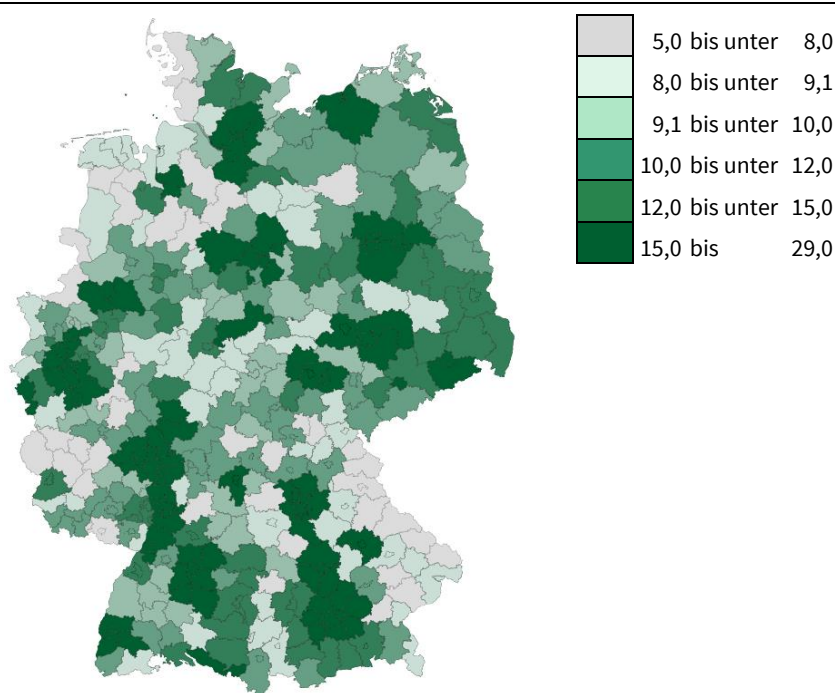 5,0 bis unter 8,0
8,0 bis unter 9,1
9,1 bis unter 10,0
10,0 bis unter 12,0
12,0 bis unter 15,0
15,0 bis 29,0